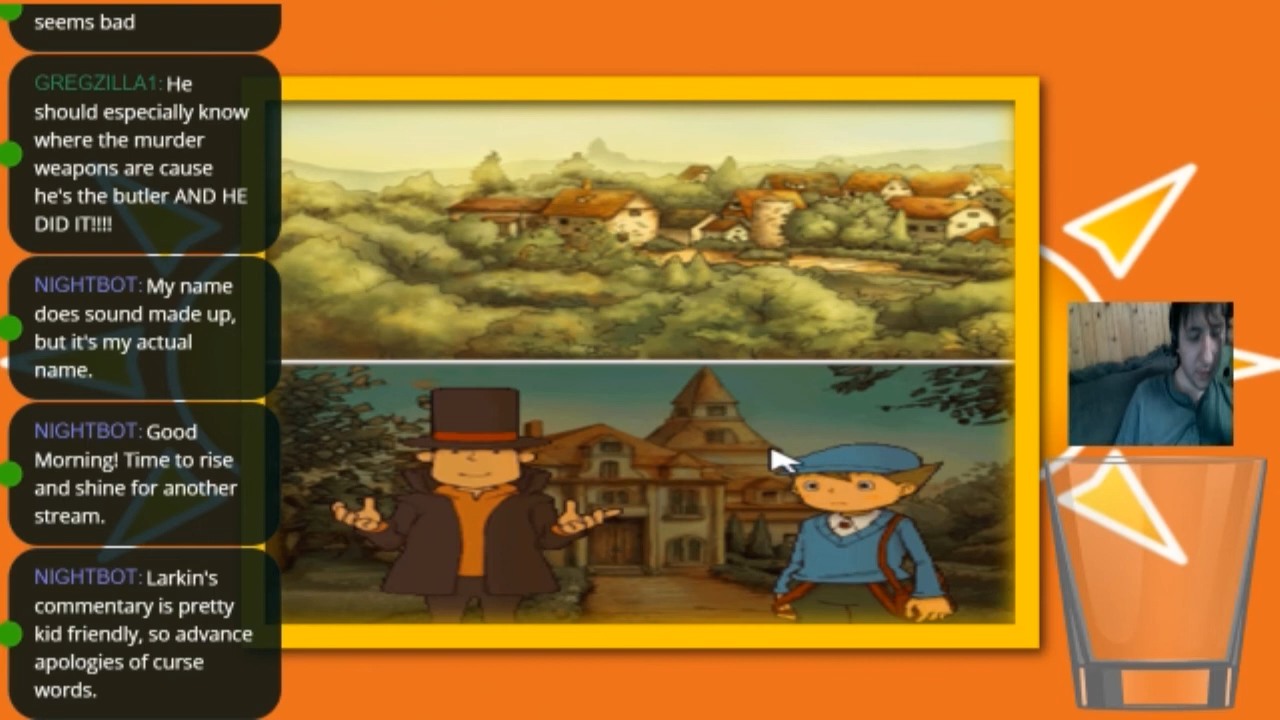 seems bad
GREGZILLA1: He
should especially know
where the murder
weapons are cause
he's the butler AND HE
DID IT!!!!
NIGHTBOT: My name
does sound made up,
but it's my actual
name.
NIGHTBOT: Good
Morning! Time to rise
and shine for another
stream.
NIGHTBOT: Larkin's
commentary is pretty
kid friendly, so advance
apologies of curse
words.